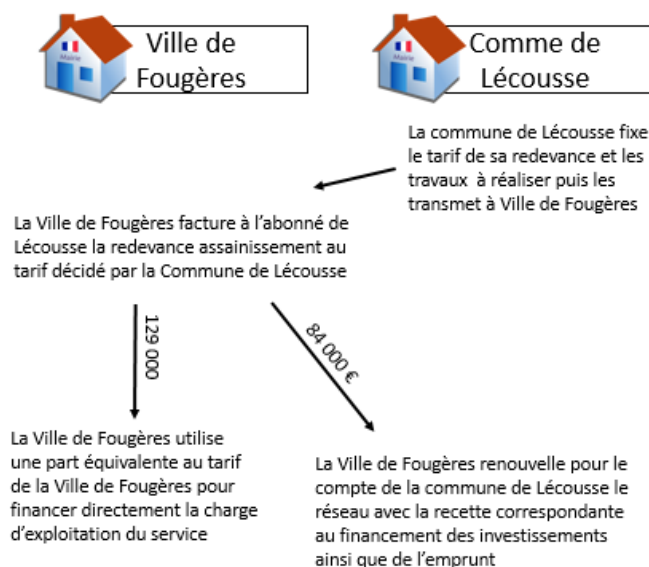 Ville de
Fougères
Comme de
Lécousse
La commune de Lécousse fixe
le tarif de sa redevance et les
travaux à réaliser puis les
transmet à Ville de Fougères
La Ville de Fougères facture à l'abonné de
Lécousse la redevance assainissement au
tarif décidé par la Commune de Lécousse
129 000
84 000 €
La Ville de Fougères utilise
une part équivalente au tarif
de la Ville de Fougères pour
financer directement la charge
d'exploitation du service
La Ville de Fougères renouvelle pour le
compte de la commune de Lécousse le
réseau avec la recette correspondante
au financement des investissements
ainsi que de l'emprunt